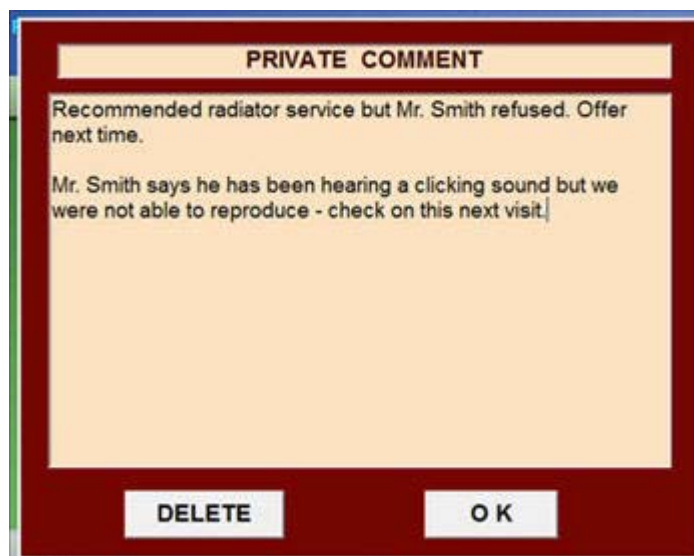 PRIVATE COMMENT
Recommended radiator service but Mr. Smith refused. Offer
next time.
Mr. Smith says he has been hearing a clicking sound but we
were not able to reproduce - check on this next visit.
DELETE
O K